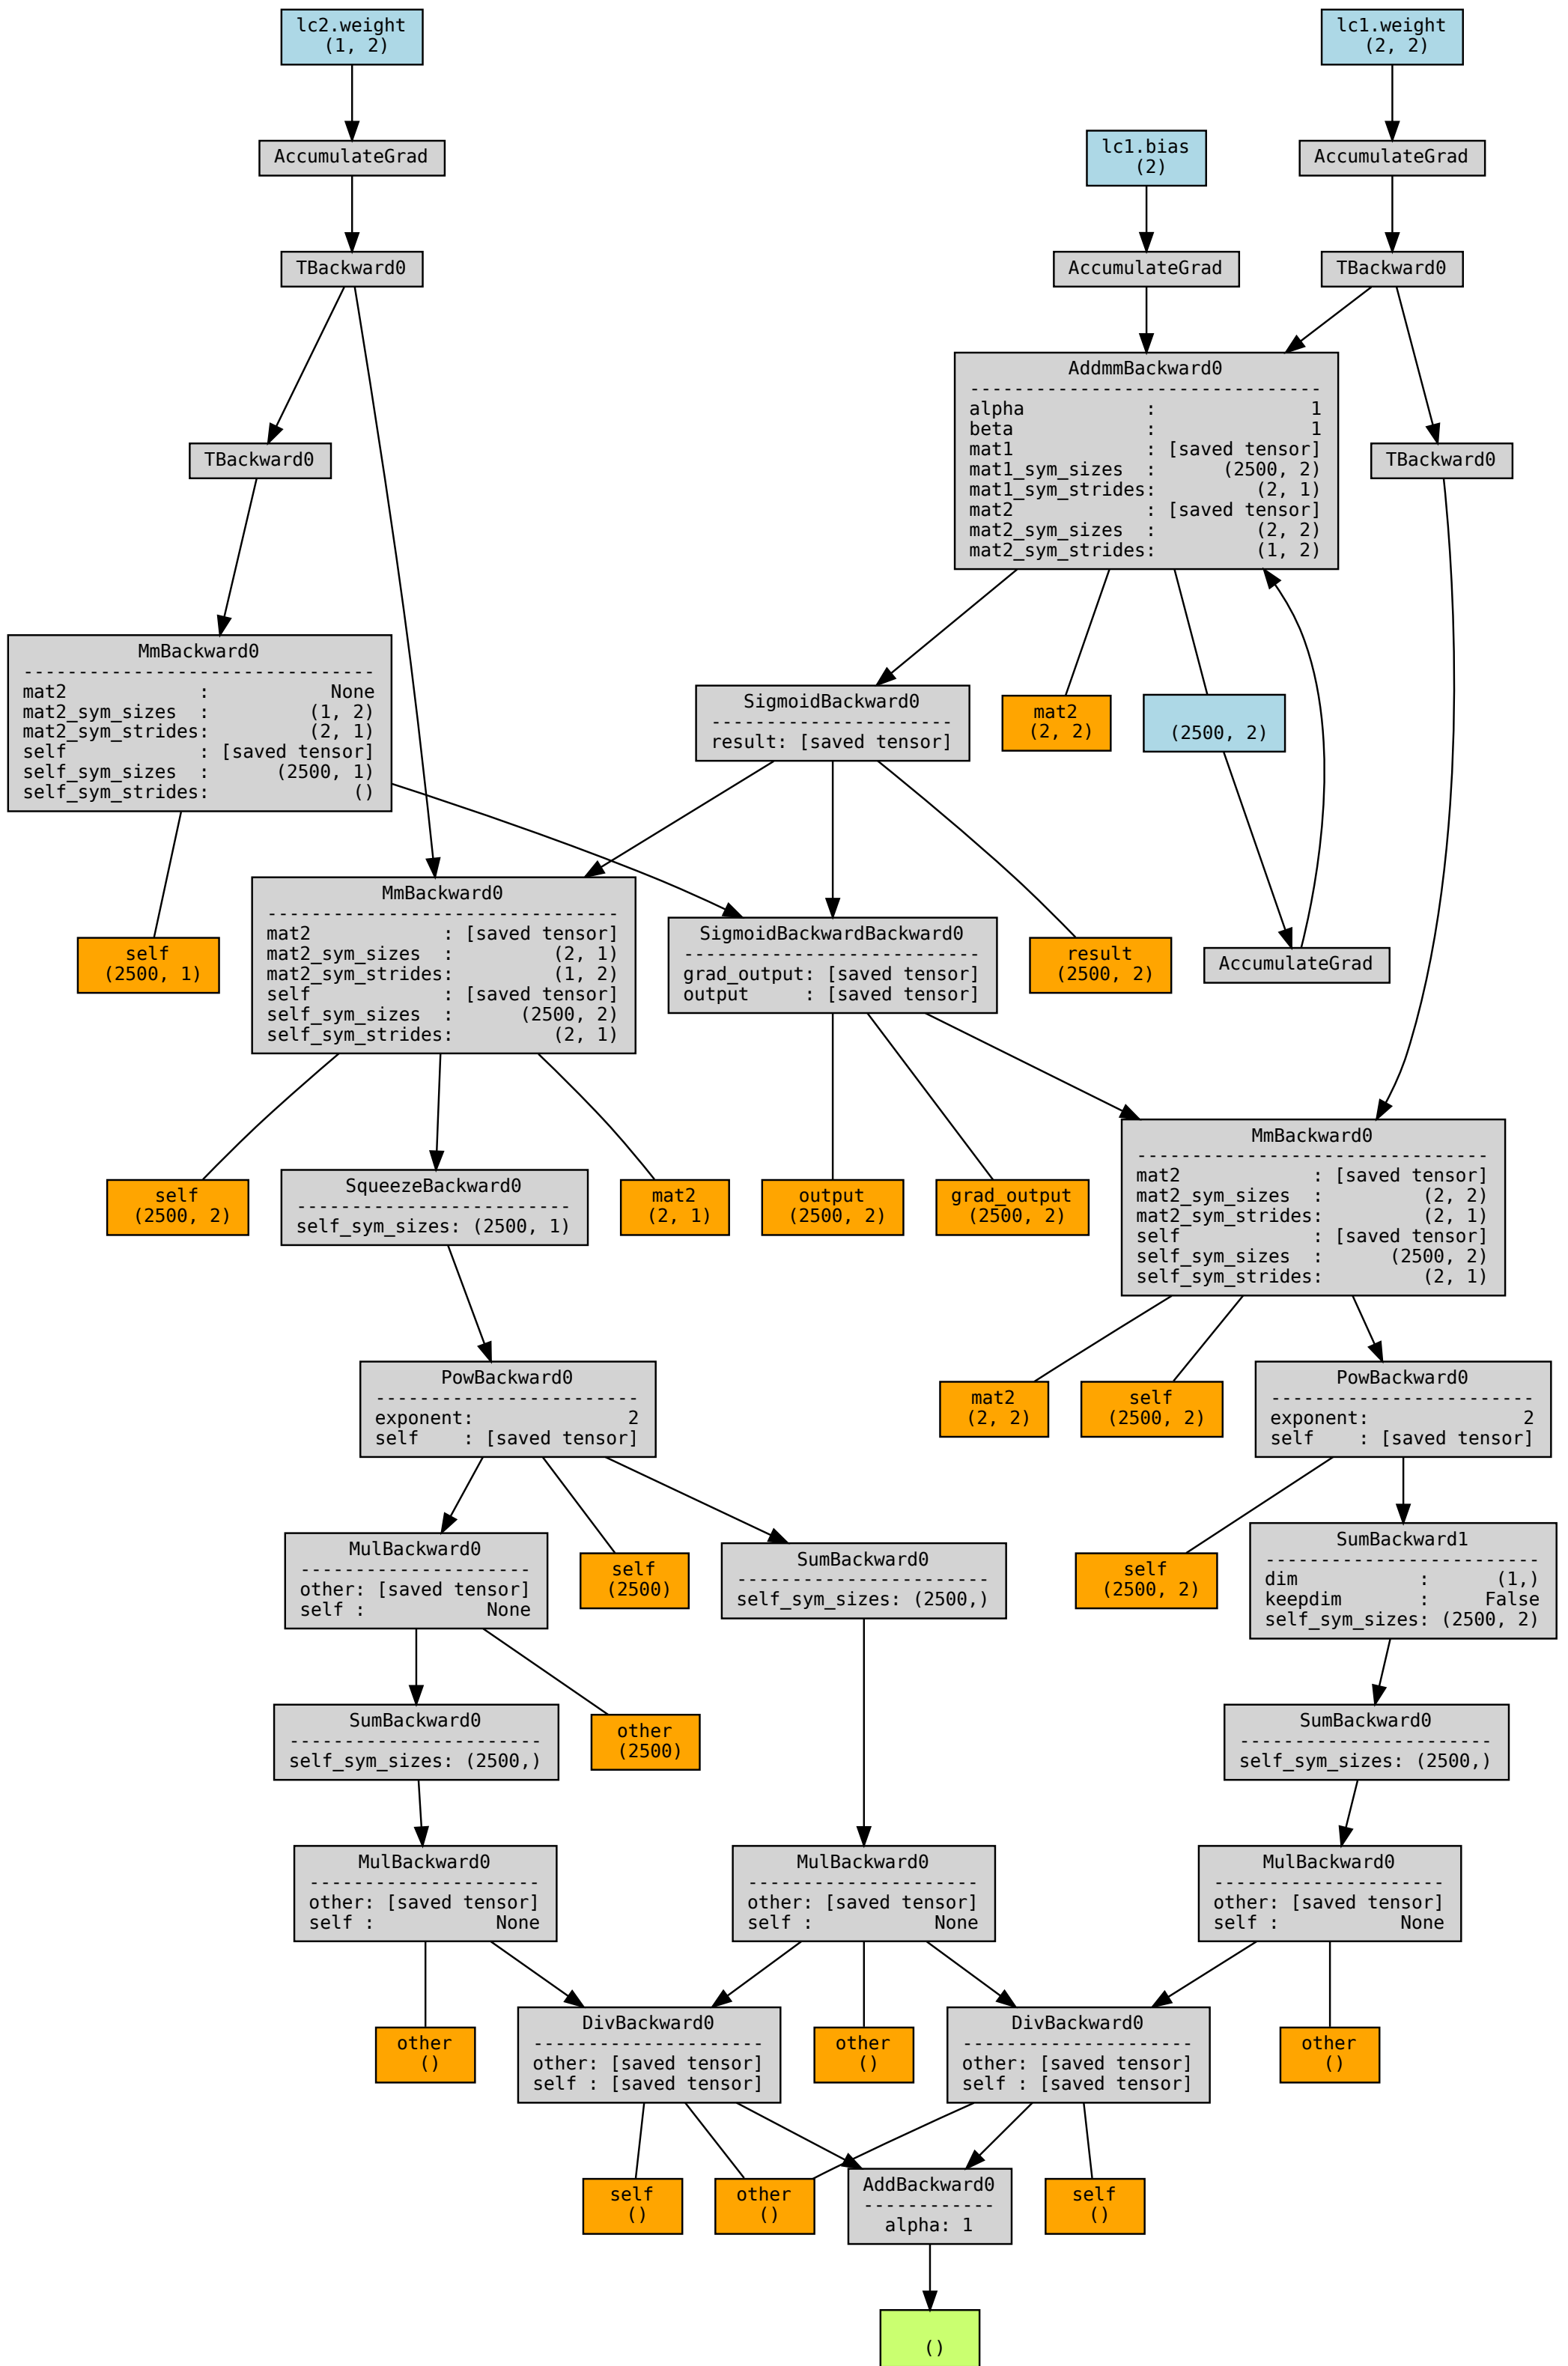 lc2.weight
(1, 2)
lc1.weight
(2, 2)
AccumulateGrad
lc1.bias
(2)
AccumulateGrad
TBackward0
AccumulateGrad
TBackward0
AddmmBackward0
--------------------------------
alpha           :              1
beta            :              1
mat1            : [saved tensor]
mat1_sym_sizes  :      (2500, 2)
mat1_sym_strides:         (2, 1)
mat2            : [saved tensor]
mat2_sym_sizes  :         (2, 2)
mat2_sym_strides:         (1, 2)
TBackward0
TBackward0
MmBackward0
--------------------------------
mat2            :           None
mat2_sym_sizes  :         (1, 2)
mat2_sym_strides:         (2, 1)
self            : [saved tensor]
self_sym_sizes  :      (2500, 1)
self_sym_strides:             ()
SigmoidBackward0
----------------------
result: [saved tensor]
mat2
(2, 2)
(2500, 2)
self
(2500, 1)
MmBackward0
--------------------------------
mat2            : [saved tensor]
mat2_sym_sizes  :         (2, 1)
mat2_sym_strides:         (1, 2)
self            : [saved tensor]
self_sym_sizes  :      (2500, 2)
self_sym_strides:         (2, 1)
SigmoidBackwardBackward0
---------------------------
grad_output: [saved tensor]
output     : [saved tensor]
result
(2500, 2)
AccumulateGrad
self
(2500, 2)
SqueezeBackward0
-------------------------
self_sym_sizes: (2500, 1)
mat2
(2, 1)
output
(2500, 2)
grad_output
(2500, 2)
MmBackward0
--------------------------------
mat2            : [saved tensor]
mat2_sym_sizes  :         (2, 2)
mat2_sym_strides:         (2, 1)
self            : [saved tensor]
self_sym_sizes  :      (2500, 2)
self_sym_strides:         (2, 1)
PowBackward0
------------------------
exponent:              2
self    : [saved tensor]
mat2
(2, 2)
self
(2500, 2)
PowBackward0
------------------------
exponent:              2
self    : [saved tensor]
MulBackward0
---------------------
other: [saved tensor]
self :           None
self
(2500)
SumBackward0
-----------------------
self_sym_sizes: (2500,)
self
(2500, 2)
SumBackward1
-------------------------
dim           :      (1,)
keepdim       :     False
self_sym_sizes: (2500, 2)
SumBackward0
-----------------------
self_sym_sizes: (2500,)
other
(2500)
SumBackward0
-----------------------
self_sym_sizes: (2500,)
MulBackward0
---------------------
other: [saved tensor]
self :           None
MulBackward0
---------------------
other: [saved tensor]
self :           None
MulBackward0
---------------------
other: [saved tensor]
self :           None
other
()
DivBackward0
---------------------
other: [saved tensor]
self : [saved tensor]
other
()
DivBackward0
---------------------
other: [saved tensor]
self : [saved tensor]
other
()
self
()
other
()
AddBackward0
------------
alpha: 1
self
()
()